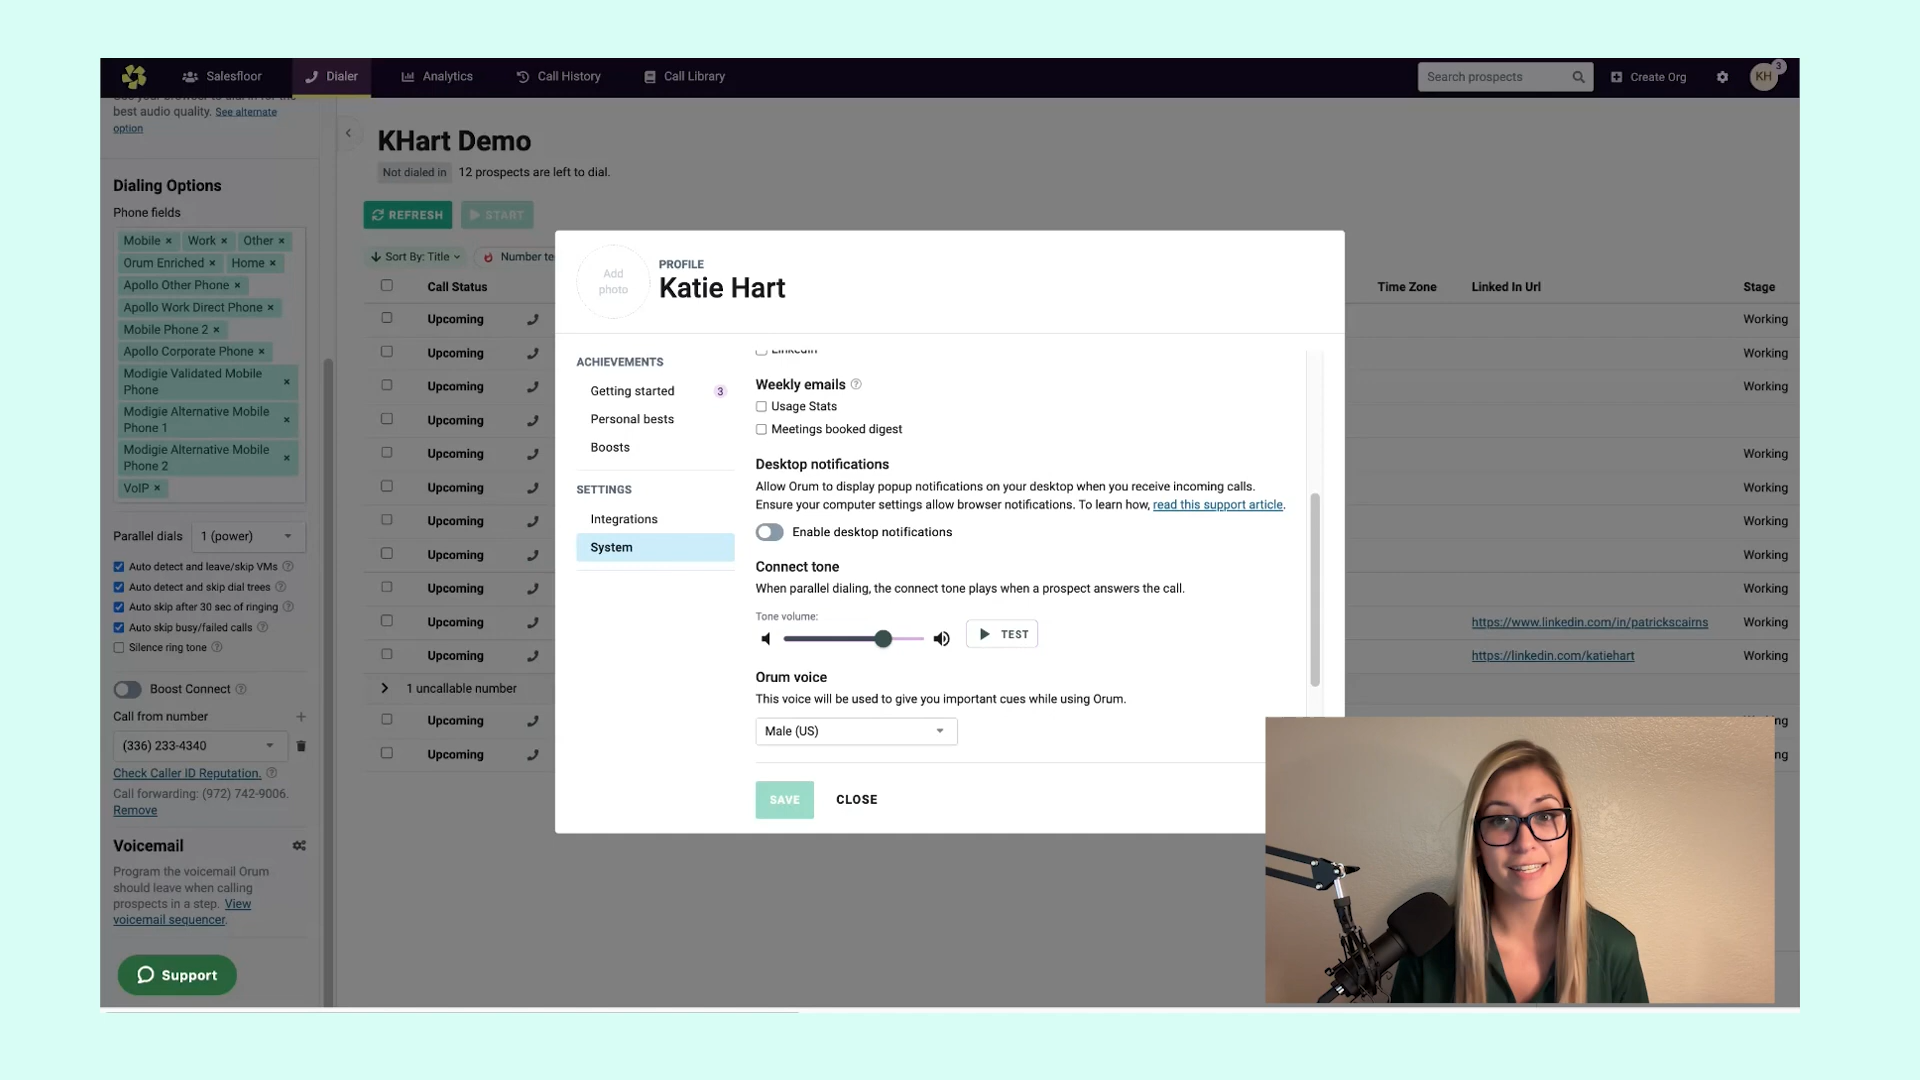 Salesfloor
Dialer
Analytics
Call History
Call Library
Search prospects
Create Org
KH
3
best audio quality. See alternate
option
Dialing Options
Phone fields
Mobile ×
Work ×
Other ×
Orum Enriched ×
Home ×
Apollo Other Phone ×
Apollo Work Direct Phone ×
Mobile Phone 2 ×
Apollo Corporate Phone ×
Modigie Validated Mobile
Phone ×
Modigie Alternative Mobile
Phone 1 ×
Modigie Alternative Mobile
Phone 2 ×
VoIP ×
Parallel dials
1 (power)
Auto detect and leave/skip VMs
Auto detect and skip dial trees
Auto skip after 30 sec of ringing
Auto skip busy/failed calls
Silence ring tone
Boost Connect
Call from number
(336) 233-4340
Check Caller ID Reputation.
Call forwarding: (972) 742-9006.
Remove
Voicemail
Program the voicemail Orum
should leave when calling
prospects in a step. View
voicemail sequencer.
Support
KHart Demo
Not dialed in
12 prospects are left to dial.
REFRESH
START
Sort By: Title
Number te
Call Status
Time Zone
Linked In Url
Stage
Upcoming
Working
Upcoming
Working
Upcoming
Working
Upcoming
Upcoming
Working
Upcoming
Working
Upcoming
Working
Upcoming
Working
Upcoming
Working
Upcoming
https://www.linkedin.com/in/patrickscairns
Working
Upcoming
https://linkedin.com/katiehart
Working
1 uncallable number
Upcoming
ng
Upcoming
ng
Add
photo
PROFILE
Katie Hart
ACHIEVEMENTS
Getting started
3
Personal bests
Boosts
SETTINGS
Integrations
System
LinkedIn
Weekly emails
Usage Stats
Meetings booked digest
Desktop notifications
Allow Orum to display popup notifications on your desktop when you receive incoming calls.
Ensure your computer settings allow browser notifications. To learn how, read this support article.
Enable desktop notifications
Connect tone
When parallel dialing, the connect tone plays when a prospect answers the call.
Tone volume:
TEST
Orum voice
This voice will be used to give you important cues while using Orum.
Male (US)
SAVE
CLOSE